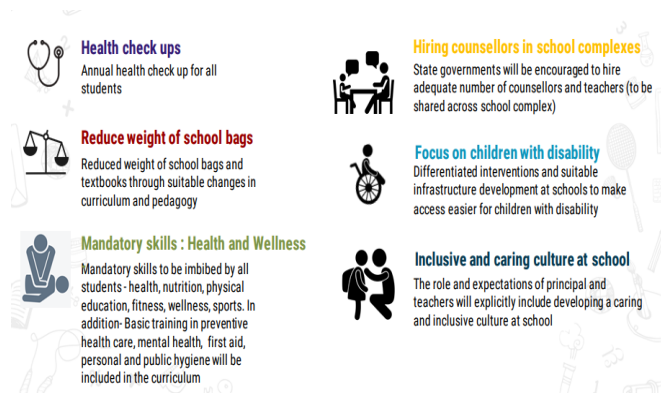 Health check ups
Annual health check up for all
students
Reduce weight of school bags
Reduced weight of school bags and
textbooks through suitable changes in
curriculum and pedagogy
Mandatory skills : Health and Wellness
Mandatory skills to be imbibed by all
students - health, nutrition, physical
education, fitness, wellness, sports. In
addition- Basic training in preventive
health care, mental health, first aid,
personal and public hygiene will be
included in the curriculum
Hiring counsellors in school complexes
State governments will be encouraged to hire
adequate number of counsellors and teachers (to be
shared across school complex)
Focus on children with disability
Differentiated interventions and suitable
infrastructure development at schools to make
access easier for children with disability
Inclusive and caring culture at school
The role and expectations of principal and
teachers will explicitly include developing a caring
and inclusive culture at school